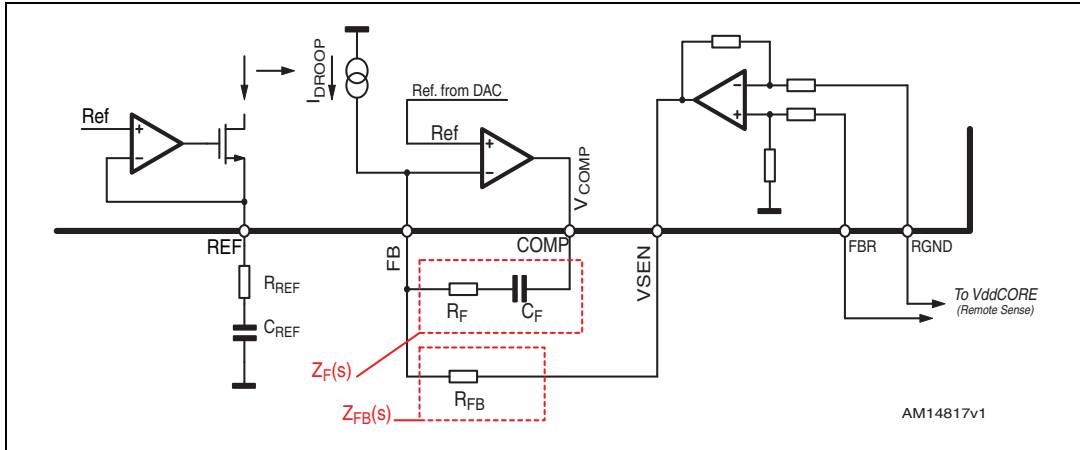 IDROOP
Ref. from DAC
Ref
Ref
VCOMP
REF
FB
COMP
VSEN
FBR
RGND
RREF
CREF
RF
CF
To VddCORE
(Remote Sense)
ZF(s)
RFB
ZFB(s)
AM14817v1